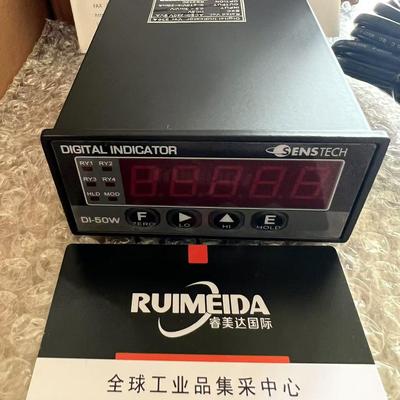 FAX
DIGITAL INDICATOR
SENSTECH
RY1 RY2
RY3 RY4
HLD MOD
DI-50W
F E
ZERO LO HI HOLD
RUIMEIDA
睿美达国际
全球工业品集采中心